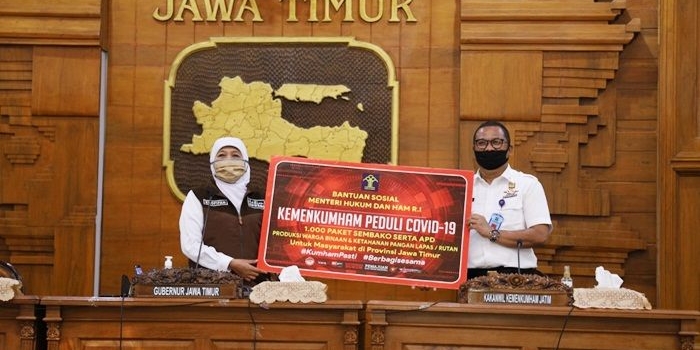 JAWA TIMUR
BANTUAN SOSIAL
MENTERI HUKUM DAN HAM R.I
KEMENKUMHAM PEDULI COVID-19
1.000 PAKET SEMBAKO SERTA APD
PRODUKSI WARGA BINAAN & KETAHANAN PANGAN LAPAS / RUTAN
Untuk Masyarakat di Provinsi Jawa Timur
#KumhamPasti #Berbagisesama
GUBERNUR JAWA TIMUR
KAKANWIL KEMENKUMHAM JATIM